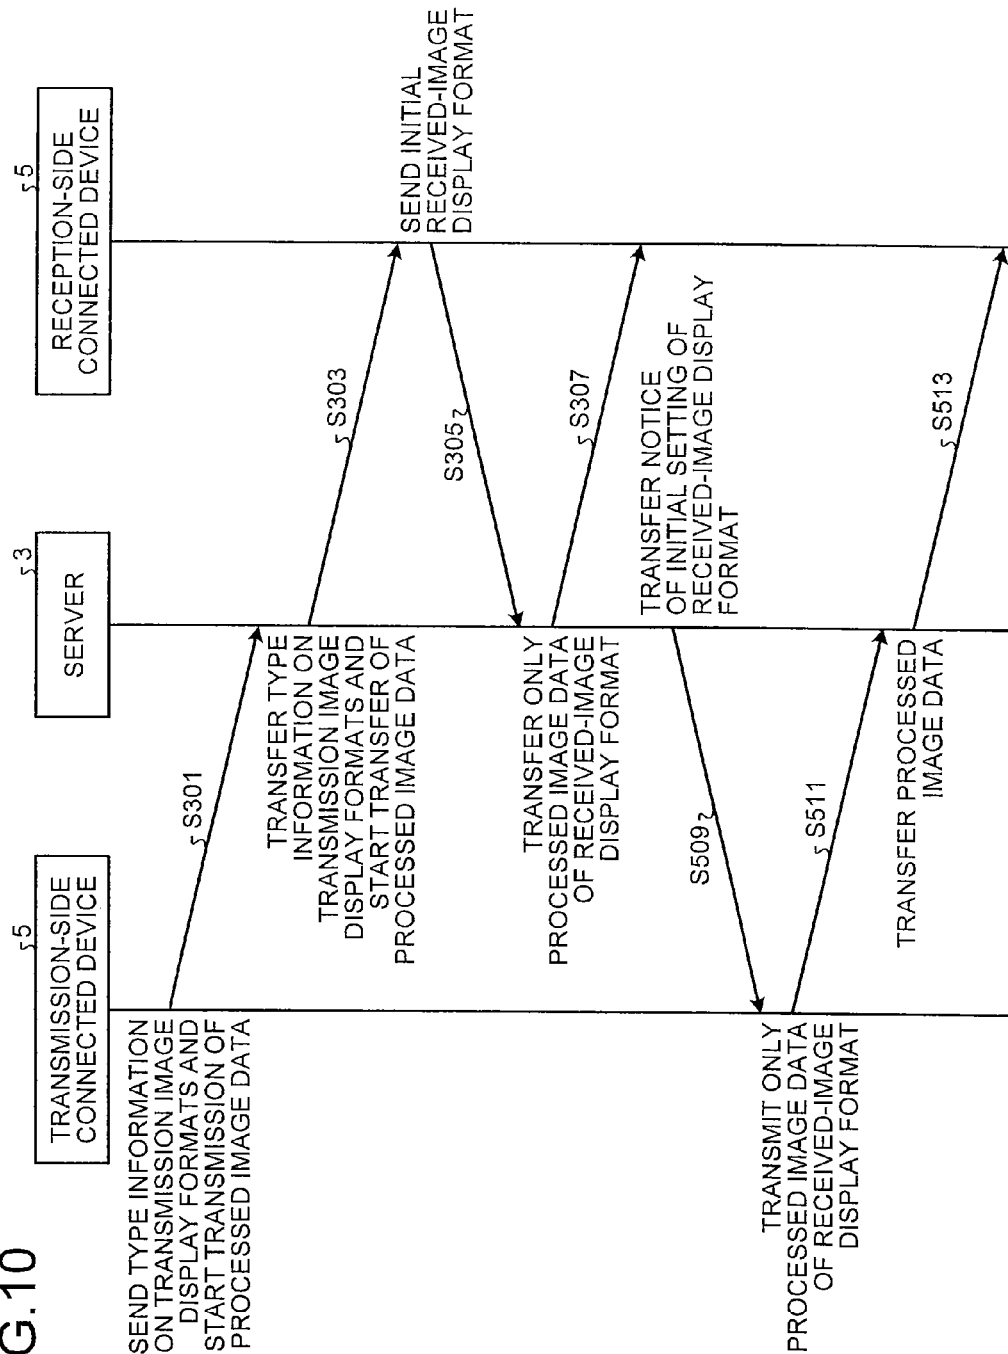 G.10
5
TRANSMISSION-SIDE
CONNECTED DEVICE
3
SERVER
5
RECEPTION-SIDE
CONNECTED DEVICE
SEND TYPE INFORMATION
ON TRANSMISSION IMAGE
DISPLAY FORMATS AND
START TRANSMISSION OF
PROCESSED IMAGE DATA
S301
TRANSFER TYPE
INFORMATION ON
TRANSMISSION IMAGE
DISPLAY FORMATS AND
START TRANSFER OF
PROCESSED IMAGE DATA
S303
SEND INITIAL
RECEIVED-IMAGE
DISPLAY FORMAT
S305
TRANSFER ONLY
PROCESSED IMAGE DATA
OF RECEIVED-IMAGE
DISPLAY FORMAT
S307
TRANSFER NOTICE
OF INITIAL SETTING OF
RECEIVED-IMAGE DISPLAY
FORMAT
S509
TRANSMIT ONLY
PROCESSED IMAGE DATA
OF RECEIVED-IMAGE
DISPLAY FORMAT
S511
TRANSFER PROCESSED
IMAGE DATA
S513